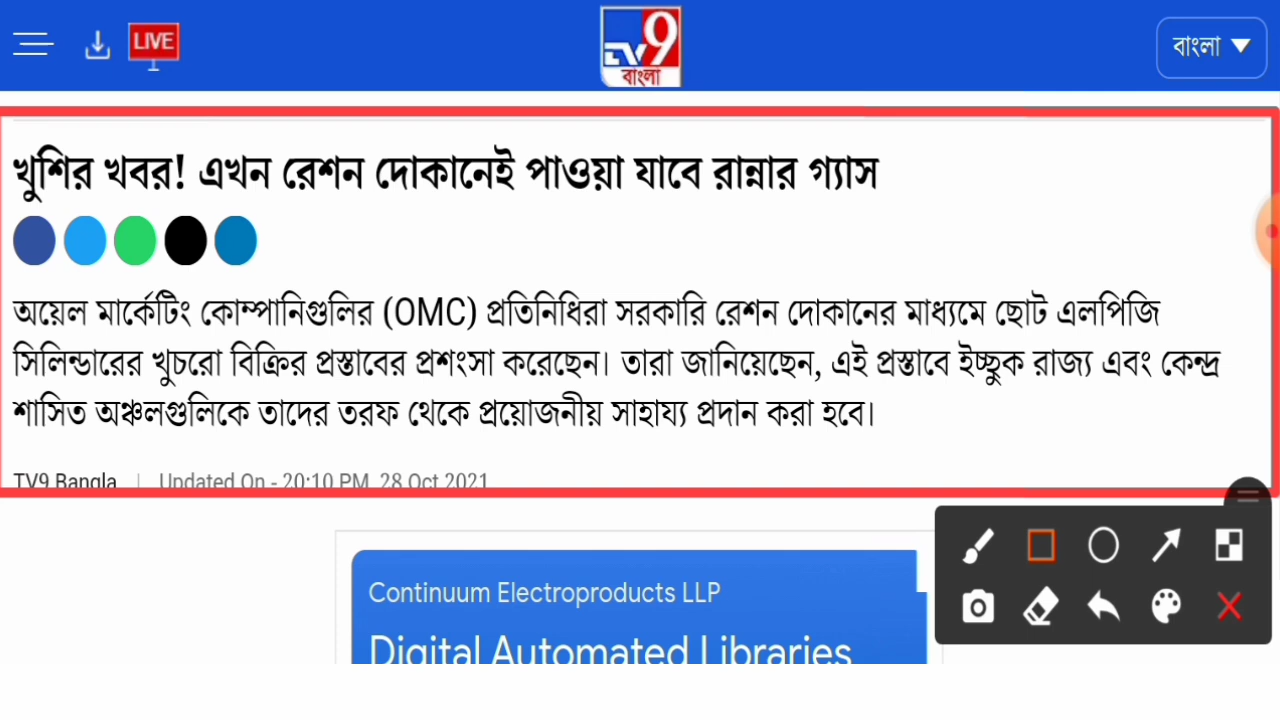 LIVE
TV9
বাংলা
বাংলা
খুশির খবর! এখন রেশন দোকানেই পাওয়া যাবে রান্নার গ্যাস
অয়েল মার্কেটিং কোম্পানিগুলির (OMC) প্রতিনিধিরা সরকারি রেশন দোকানের মাধ্যমে ছোট এলপিজি
সিলিন্ডারের খুচরো বিক্রির প্রস্তাবের প্রশংসা করেছেন। তারা জানিয়েছেন, এই প্রস্তাবে ইচ্ছুক রাজ্য এবং কেন্দ্র
শাসিত অঞ্চলগুলিকে তাদের তরফ থেকে প্রয়োজনীয় সাহায্য প্রদান করা হবে।
TV9 Bangla | Updated On - 20:10 PM, 28 Oct 2021
Continuum Electroproducts LLP
Digital Automated Libraries